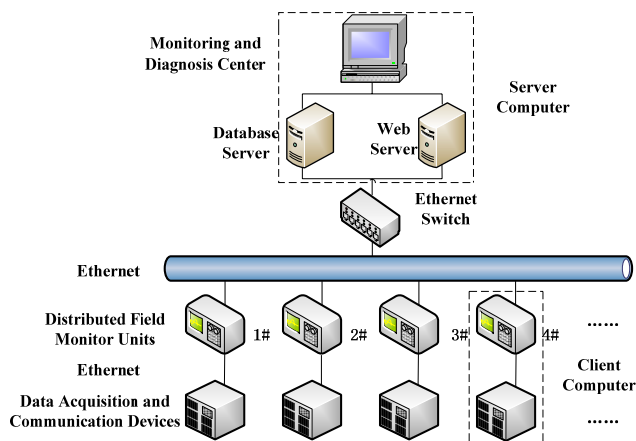 Monitoring and
Diagnosis Center
Server
Computer
Database
Server
Web
Server
Ethernet
Switch
Ethernet
Distributed Field
Monitor Units
1#
2#
3#
4#
......
Ethernet
Client
Computer
Data Acquisition and
Communication Devices
......